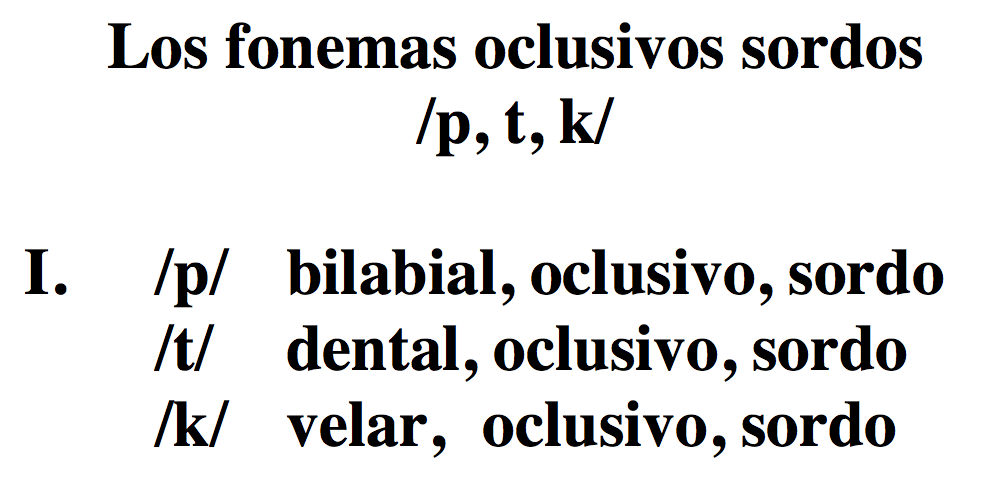 Los fonemas oclusivos sordos
/p, t, k/
I. /p/ bilabial, oclusivo, sordo
/t/ dental, oclusivo, sordo
/k/ velar, oclusivo, sordo